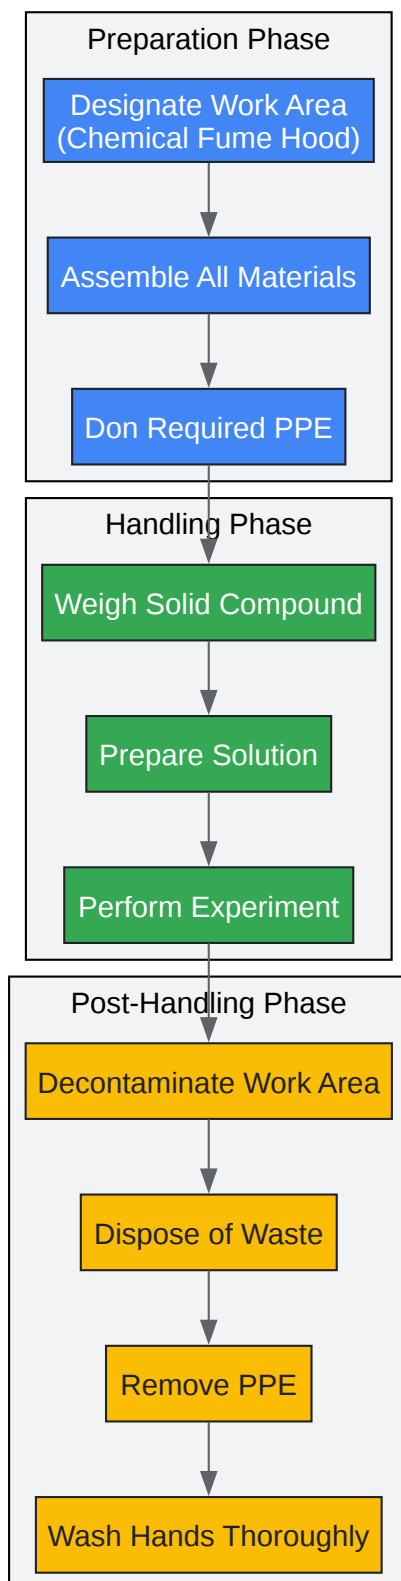 Preparation Phase
Designate Work Area
(Chemical Fume Hood)
Assemble All Materials
Don Required PPE
Handling Phase
Weigh Solid Compound
Prepare Solution
Perform Experiment
Post-Handling Phase
Decontaminate Work Area
Dispose of Waste
Remove PPE
Wash Hands Thoroughly